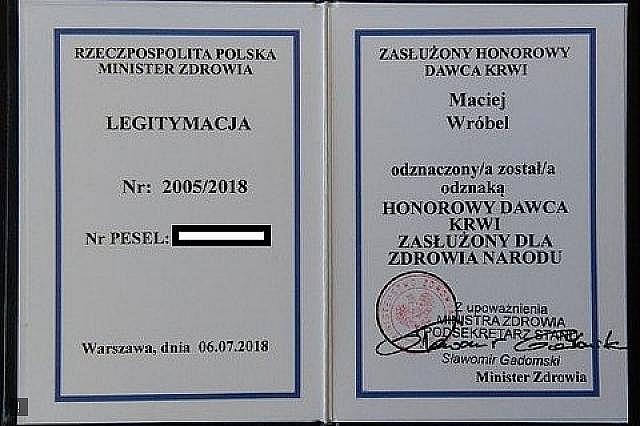 RZECZPOSPOLITA POLSKA
MINISTER ZDROWIA
LEGITYMACJA
Nr: 2005/2018
Nr PESEL:
Warszawa, dnia 06.07.2018
ZASŁUŻONY HONOROWY
DAWCA KRWI
Maciej
Wróbel
odznaczony/a został/a
odznaką
HONOROWY DAWCA
KRWI
ZASŁUŻONY DLA
ZDROWIA NARODU
Z upoważnienia
MINISTRA ZDROWIA
PODSEKRETARZ STANU
Sławomir Gadomski
Minister Zdrowia